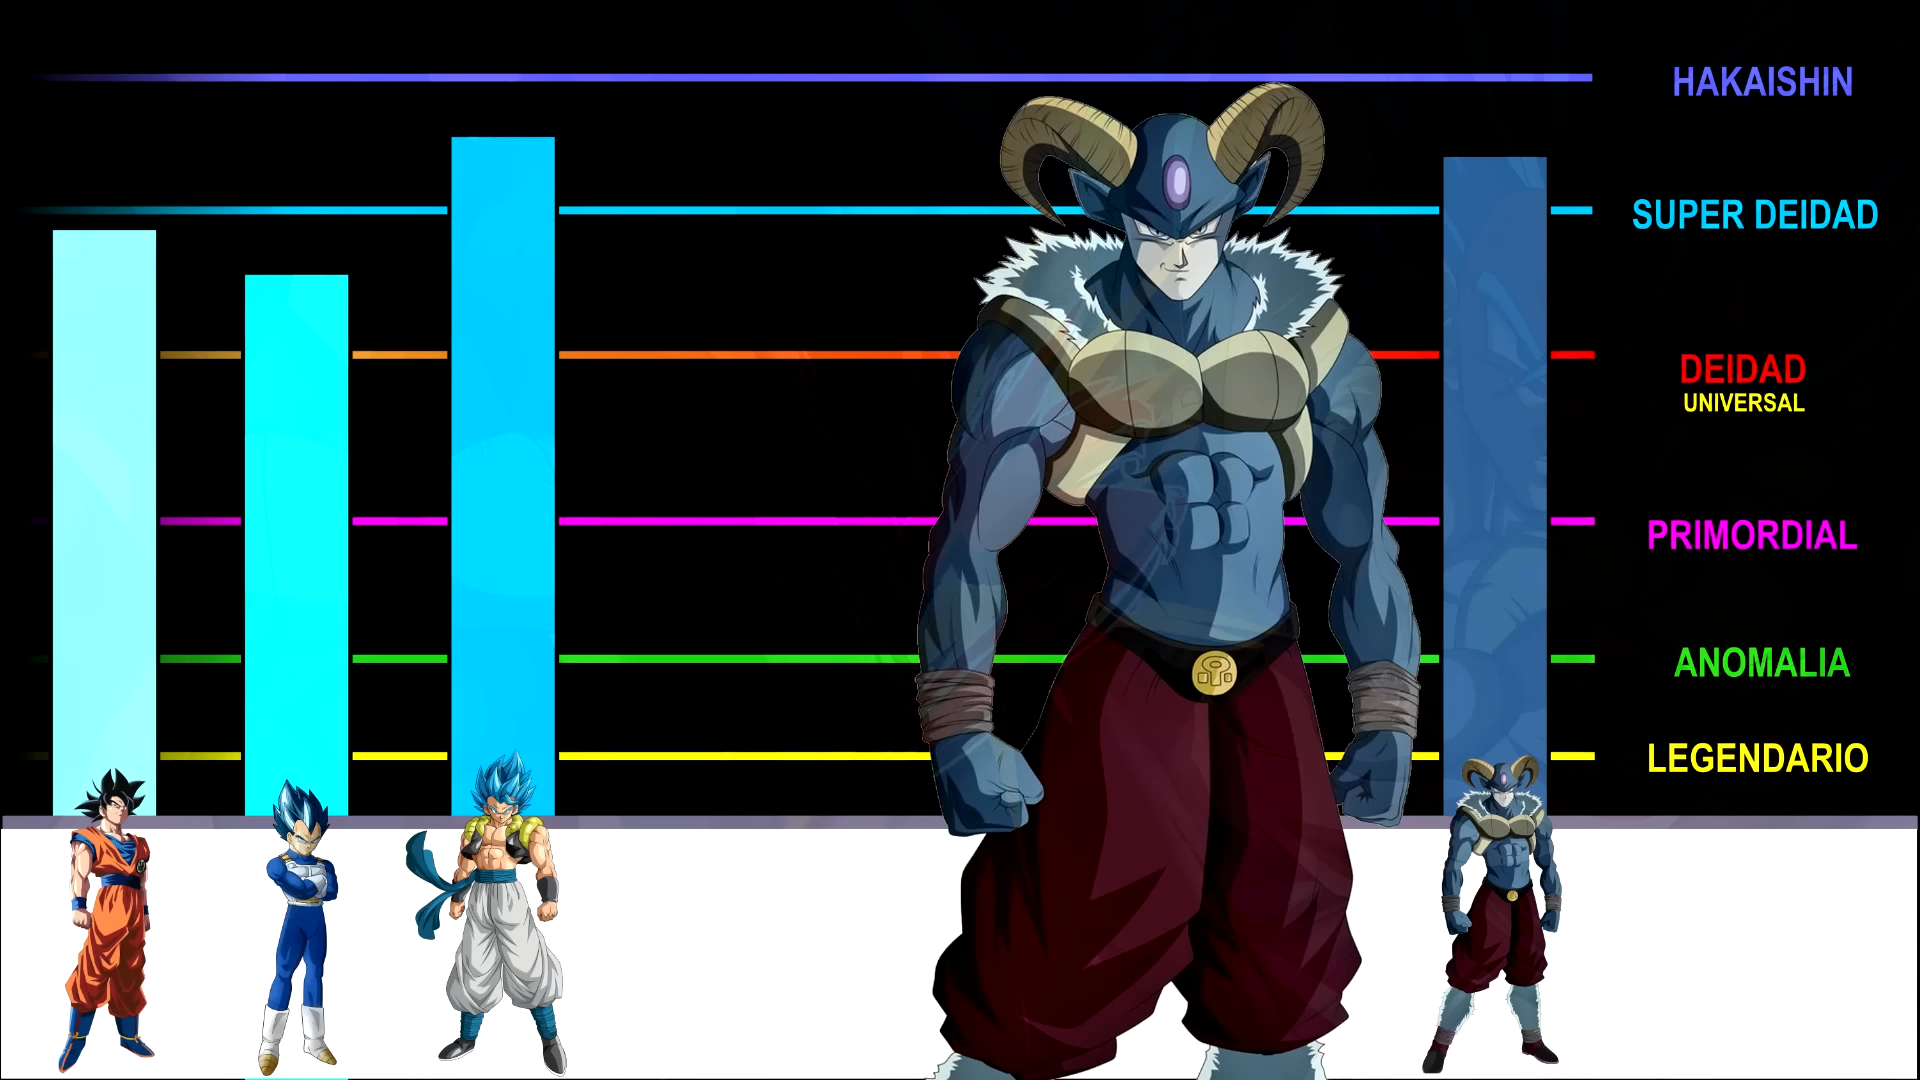 HAKAISHIN
SUPER DEIDAD
DEIDAD
UNIVERSAL
PRIMORDIAL
ANOMALIA
LEGENDARIO